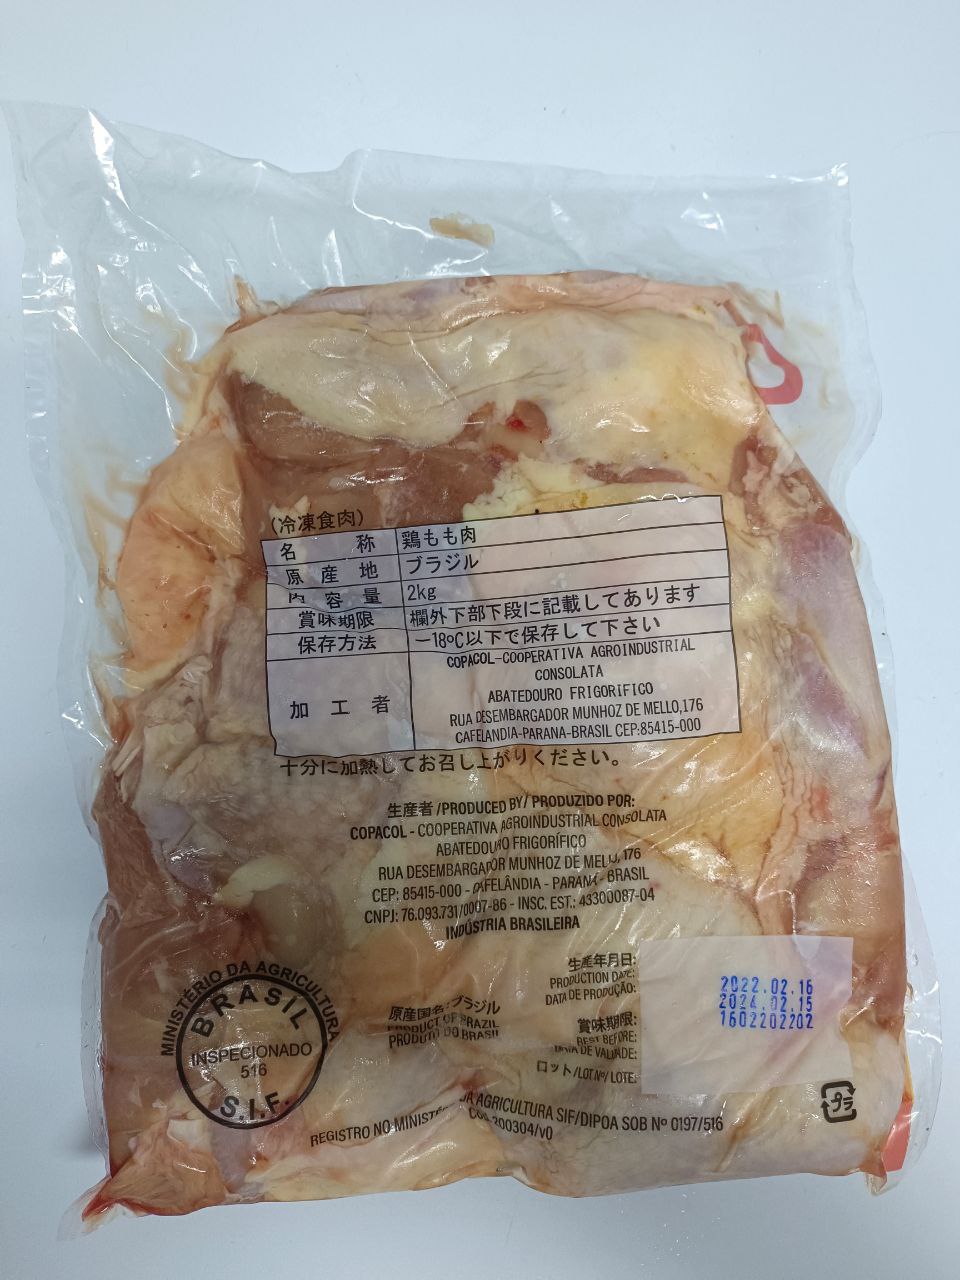 (冷凍食肉)
名 称 鶏もも肉
原 産 地 ブラジル
内 容 量 2kg
賞味期限 欄外下部下段に記載してあります
保存方法 −18ºC以下で保存して下さい
加 工 者
COPACOL-COOPERATIVA AGROINDUSTRIAL
CONSOLATA
ABATEDOURO FRIGORIFICO
RUA DESEMBARGADOR MUNHOZ DE MELLO,176
CAFELANDIA-PARANA-BRASIL CEP:85415-000
十分に加熱してお召し上がりください。
生産者/PRODUCED BY/ PRODUZIDO POR:
COPACOL - COOPERATIVA AGROINDUSTRIAL CONSOLATA
ABATEDOURO FRIGORÍFICO
RUA DESEMBARGADOR MUNHOZ DE MELLO, 176
CEP: 85415-000 - CAFELÂNDIA - PARANÁ - BRASIL
CNPJ: 76.093.731/0007-86 - INSC. EST.: 43300087-04
INDÚSTRIA BRASILEIRA
MINISTÉRIO DA AGRICULTURA
BRASIL
INSPECIONADO
516
S.I.F.
原産国名:ブラジル
PRODUCT OF BRAZIL
PRODUTO DO BRASIL
生産年月日:
PRODUCTION DATE:
DATA DE PRODUÇÃO:
賞味期限:
BEST BEFORE:
DATA DE VALIDADE:
ロット/LOT Nº/ LOTE:
2022.02.16
2024.02.15
1602202202
プラ
REGISTRO NO MINISTÉRIO DA AGRICULTURA SIF/DIPOA SOB Nº 0197/516
COD 200304/v0